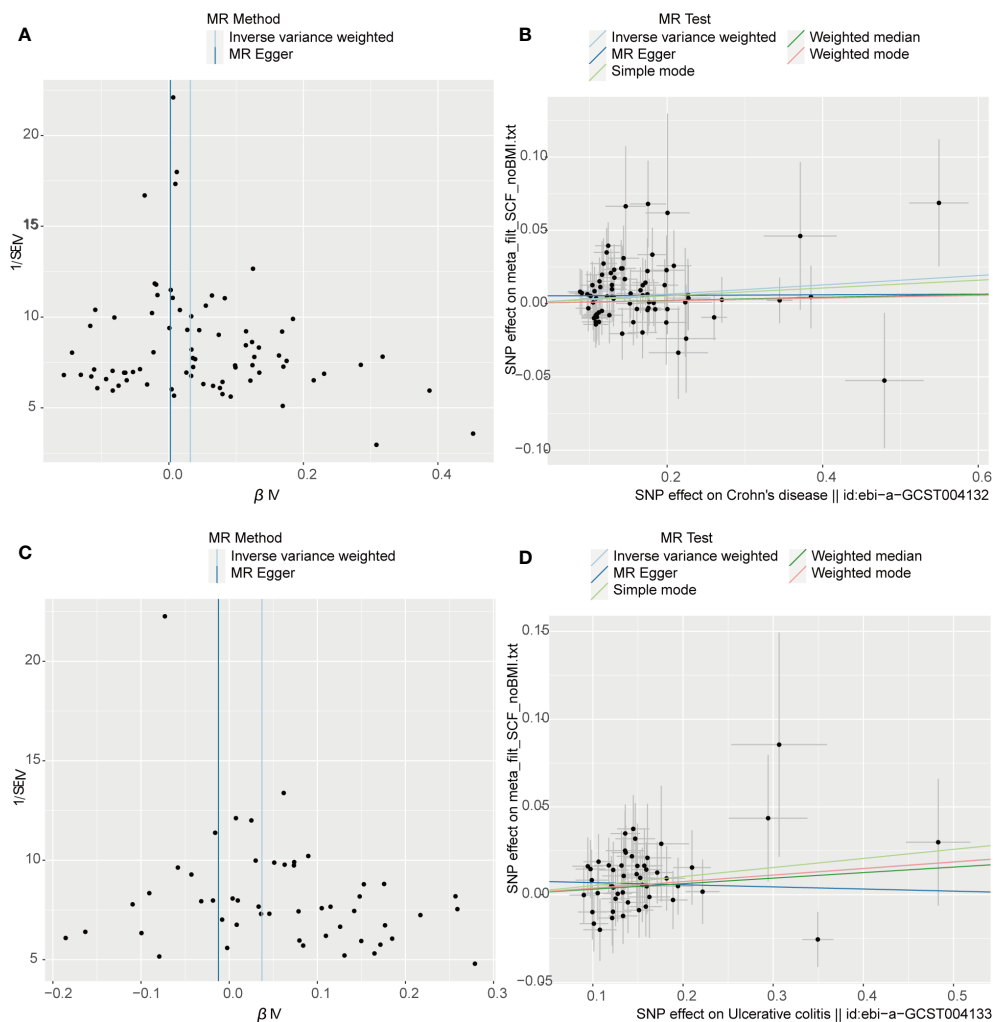 A
MR Method
Inverse variance weighted
MR Egger
20
15
10
5
1/SEIV
0.0
0.2
0.4
β IV
B
MR Test
Inverse variance weighted
Weighted median
MR Egger
Weighted mode
Simple mode
0.10
0.05
0.00
−0.05
−0.10
SNP effect on meta_filt_SCF_noBMI.txt
0.2
0.4
0.6
SNP effect on Crohn's disease || id:ebi-a-GCST004132
C
MR Method
Inverse variance weighted
MR Egger
20
15
10
5
1/SEIV
−0.2
−0.1
0.0
0.1
0.2
0.3
β IV
D
MR Test
Inverse variance weighted
Weighted median
MR Egger
Weighted mode
Simple mode
0.15
0.10
0.05
0.00
−0.05
SNP effect on meta_filt_SCF_noBMI.txt
0.1
0.2
0.3
0.4
0.5
SNP effect on Ulcerative colitis || id:ebi-a-GCST004133